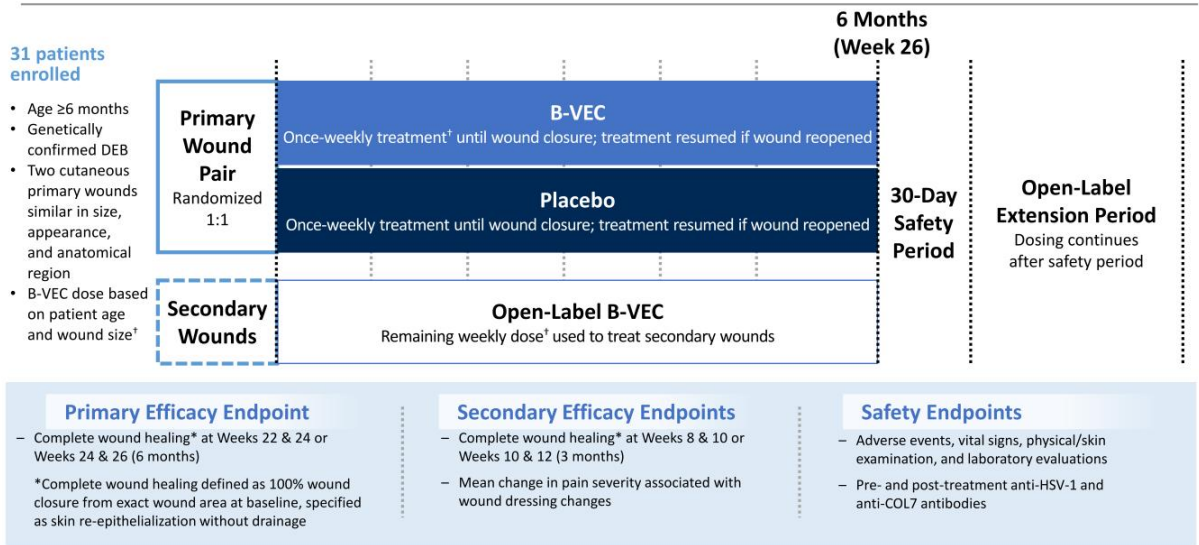 6 Months
(Week 26)
31 patients
enrolled
• Age ≥6 months
• Genetically
confirmed DEB
• Two cutaneous
primary wounds
similar in size,
appearance,
and anatomical
region
• B-VEC dose based
on patient age
and wound size†
Primary
Wound
Pair
Randomized
1:1
B-VEC
Once-weekly treatment† until wound closure; treatment resumed if wound reopened
Placebo
Once-weekly treatment until wound closure; treatment resumed if wound reopened
Secondary
Wounds
Open-Label B-VEC
Remaining weekly dose† used to treat secondary wounds
30-Day
Safety
Period
Open-Label
Extension Period
Dosing continues
after safety period
Primary Efficacy Endpoint
– Complete wound healing* at Weeks 22 & 24 or
Weeks 24 & 26 (6 months)
*Complete wound healing defined as 100% wound
closure from exact wound area at baseline, specified
as skin re-epithelialization without drainage
Secondary Efficacy Endpoints
– Complete wound healing* at Weeks 8 & 10 or
Weeks 10 & 12 (3 months)
– Mean change in pain severity associated with
wound dressing changes
Safety Endpoints
– Adverse events, vital signs, physical/skin
examination, and laboratory evaluations
– Pre- and post-treatment anti-HSV-1 and
anti-COL7 antibodies